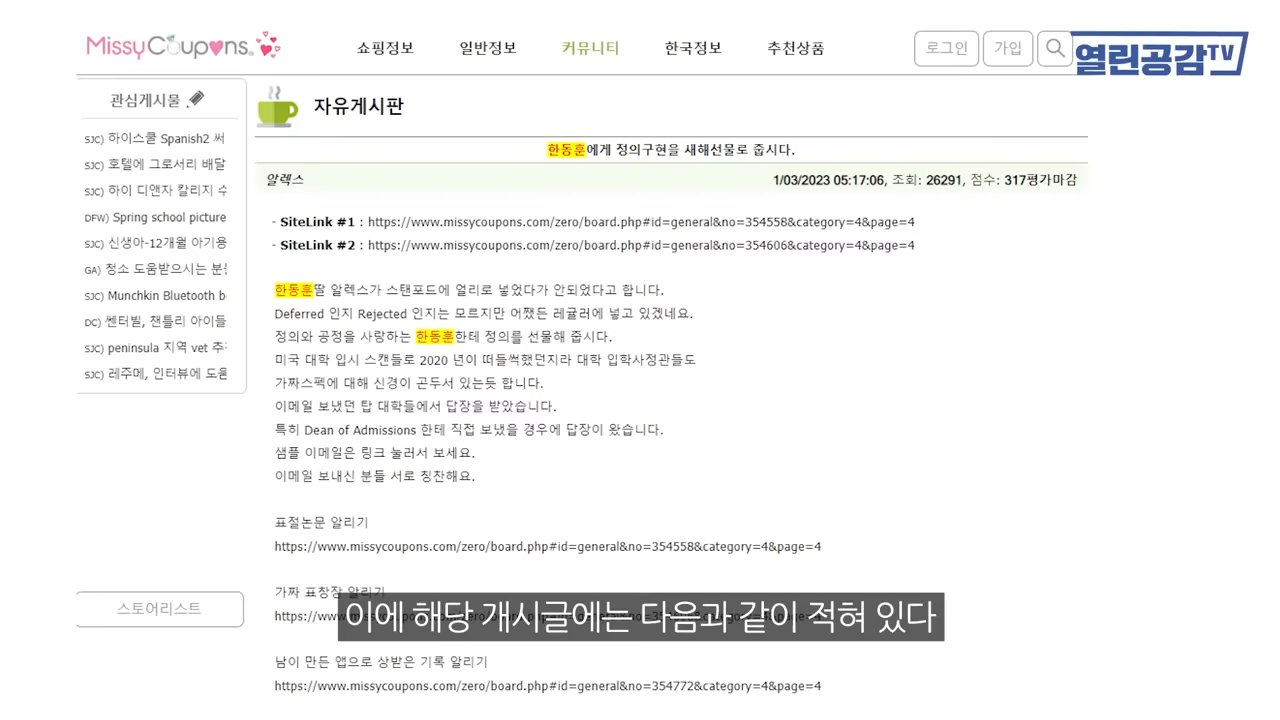 MissyCoupons.
쇼핑정보 일반정보 커뮤니티 한국정보 추천상품
로그인 가입
열린공감TV
관심게시물
SJC) 하이스쿨 Spanish2 써
SJC) 호텔에 그로서리 배달
SJC) 하이 디앤자 칼리지 수
DFW) Spring school picture
SJC) 신생아-12개월 아기용
GA) 청소 도움받으시는 분들
SJC) Munchkin Bluetooth b
DC) 쎈터빌, 챈틀리 아이들
SJC) peninsula 지역 vet 추
SJC) 레주메, 인터뷰에 도움
스토어리스트
자유게시판
한동훈에게 정의구현을 새해선물로 줍시다.
알렉스 1/03/2023 05:17:06, 조회: 26291, 점수: 317평가마감
- SiteLink #1 : https://www.missycoupons.com/zero/board.php#id=general&no=354558&category=4&page=4
- SiteLink #2 : https://www.missycoupons.com/zero/board.php#id=general&no=354606&category=4&page=4
한동훈딸 알렉스가 스탠포드에 얼리로 넣었다가 안되었다고 합니다.
Deferred 인지 Rejected 인지는 모르지만 어쨌든 레귤러에 넣고 있겠네요.
정의와 공정을 사랑하는 한동훈한테 정의를 선물해 줍시다.
미국 대학 입시 스캔들로 2020 년이 떠들썩했던지라 대학 입학사정관들도
가짜스펙에 대해 신경이 곤두서 있는듯 합니다.
이메일 보냈던 탑 대학들에서 답장을 받았습니다.
특히 Dean of Admissions 한테 직접 보냈을 경우에 답장이 왔습니다.
샘플 이메일은 링크 눌러서 보세요.
이메일 보내신 분들 서로 칭찬해요.
표절논문 알리기
https://www.missycoupons.com/zero/board.php#id=general&no=354558&category=4&page=4
가짜 표창장 알리기
이에 해당 게시글에는 다음과 같이 적혀 있다
남이 만든 앱으로 상받은 기록 알리기
https://www.missycoupons.com/zero/board.php#id=general&no=354772&category=4&page=4